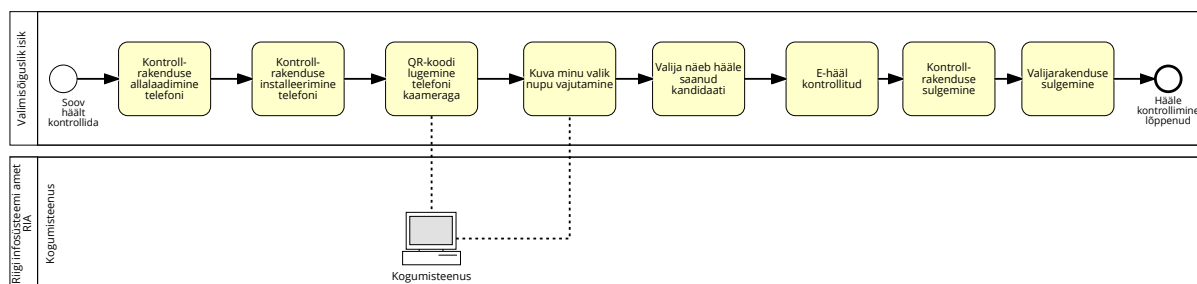 Valimisõiguslik isik
Soov
häält
kontrollida
Kontroll-
rakenduse
allalaadimine
telefoni
Kontroll-
rakenduse
installeerimine
telefoni
QR-koodi
lugemine
telefoni
kaameraga
Kuva minu valik
nupu vajutamine
Valija näeb hääle
saanud
kandidaati
E-hääl
kontrollitud
Kontroll-
rakenduse
sulgemine
Valijarakenduse
sulgemine
Hääle
kontrollimine
lõppenud
Riigi infosüsteemi amet
RIA
Kogumisteenus
Kogumisteenus